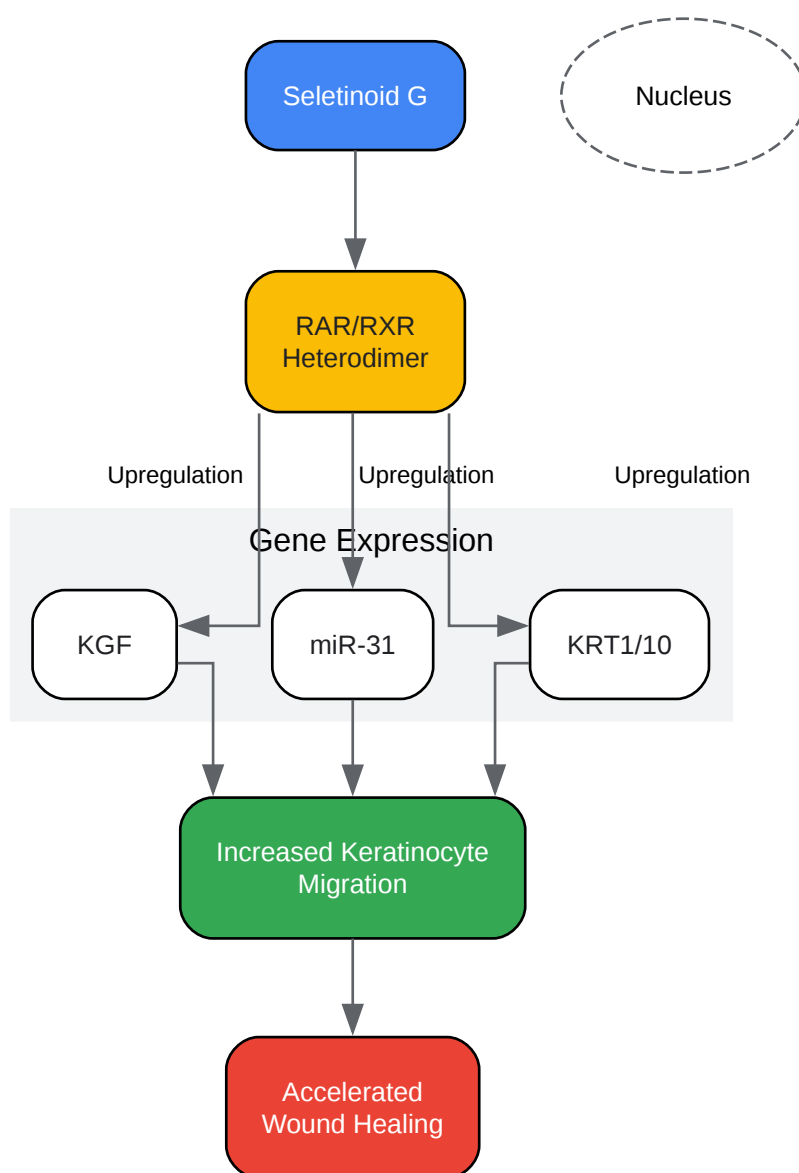 Seletinoid G
Nucleus
RAR/RXR
Heterodimer
Upregulation
Upregulation
Upregulation
Gene Expression
KGF
miR-31
KRT1/10
Increased Keratinocyte
Migration
Accelerated
Wound Healing